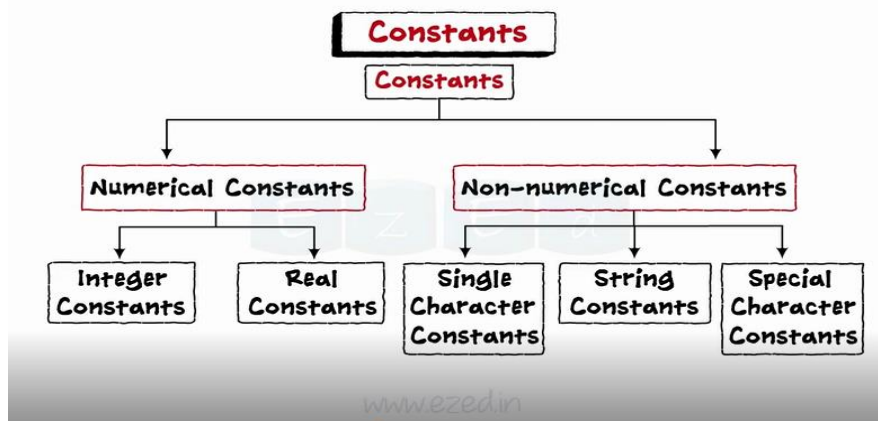 Constants
Constants
Numerical Constants
Non-numerical Constants
Integer
Constants
Real
Constants
Single
Character
Constants
String
Constants
Special
Character
Constants
EzEd
www.ezed.in